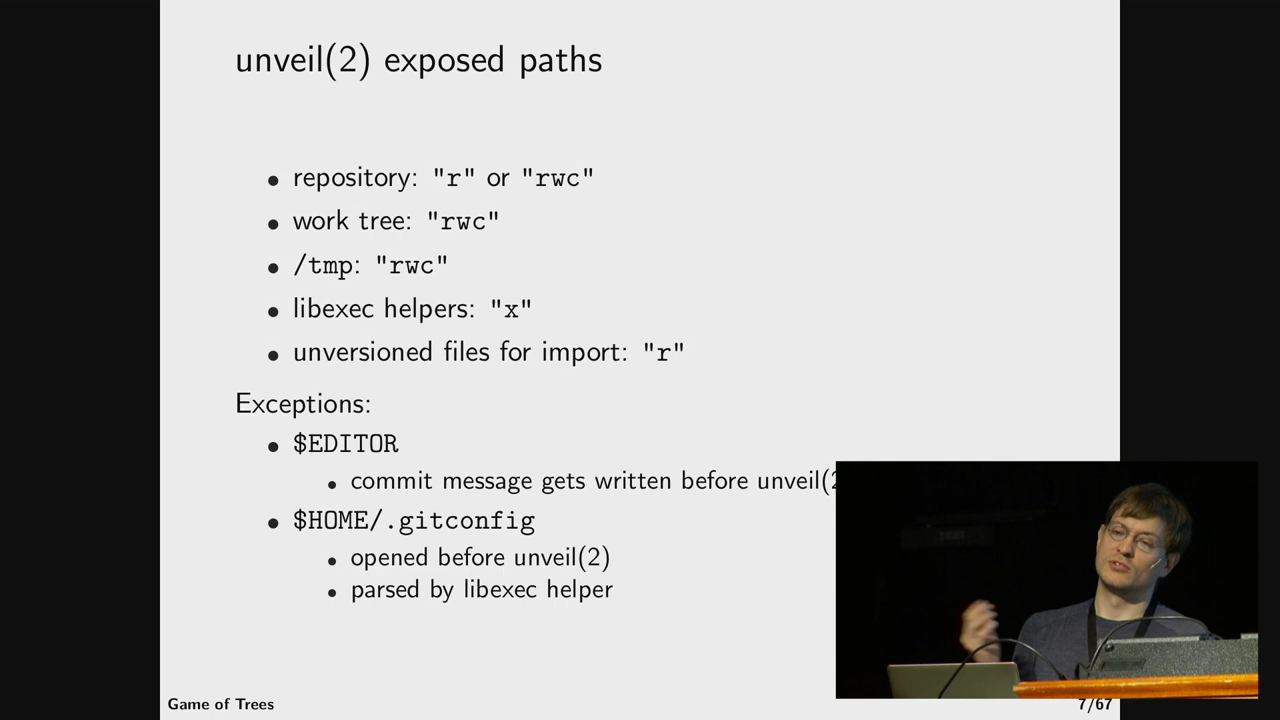 unveil(2) exposed paths
• repository: "r" or "rwc"
• work tree: "rwc"
• /tmp: "rwc"
• libexec helpers: "x"
• unversioned files for import: "r"
Exceptions:
• $EDITOR
• commit message gets written before unveil(2
• $HOME/.gitconfig
• opened before unveil(2)
• parsed by libexec helper
Game of Trees
7/67